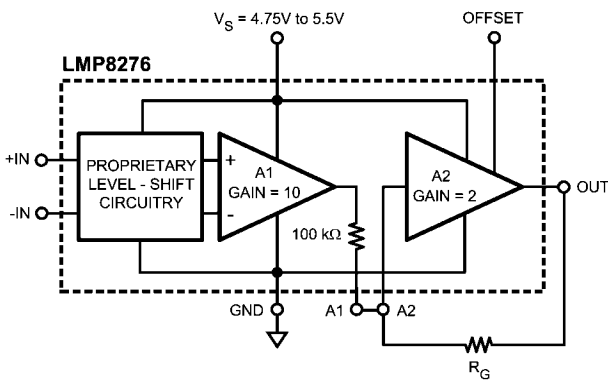 V_S = 4.75V to 5.5V
OFFSET
LMP8276
+IN
-IN
PROPRIETARY
LEVEL - SHIFT
CIRCUITRY
+
-
A1
GAIN = 10
A2
GAIN = 2
OUT
100 kΩ
GND
A1
A2
R_G